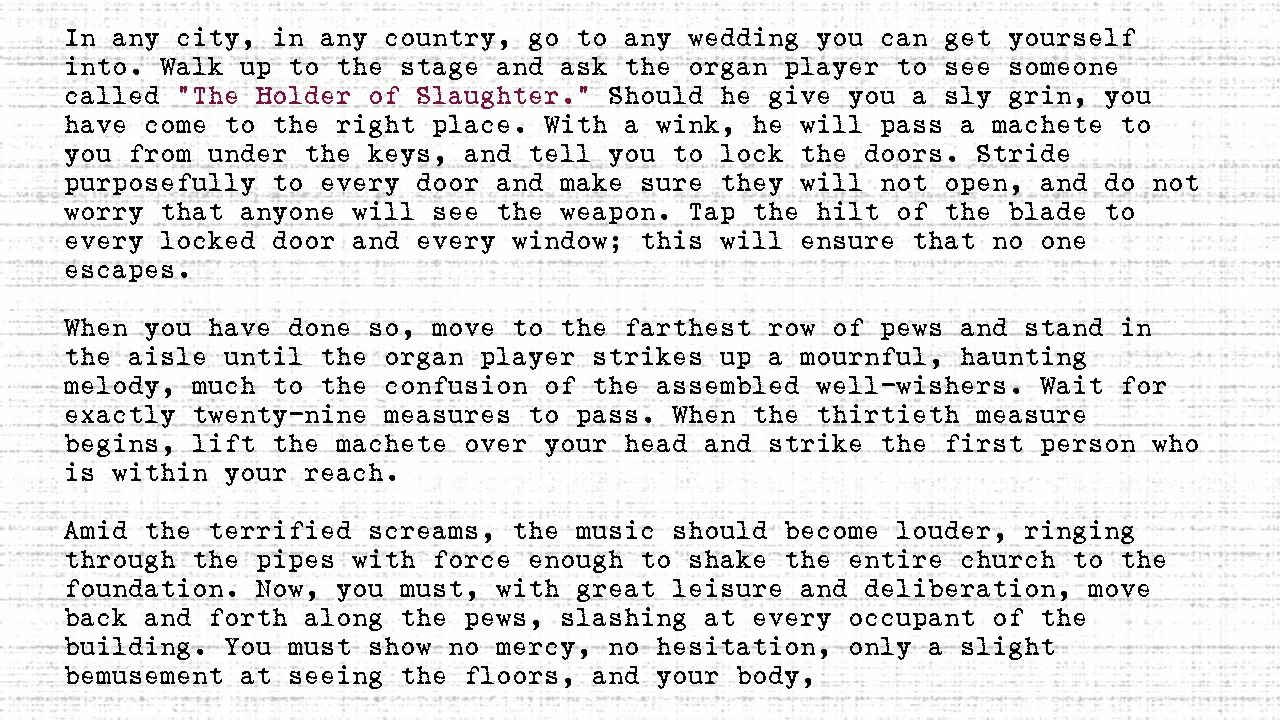 In any city, in any country, go to any wedding you can get yourself
into. Walk up to the stage and ask the organ player to see someone
called "The Holder of Slaughter." Should he give you a sly grin, you
have come to the right place. With a wink, he will pass a machete to
you from under the keys, and tell you to lock the doors. Stride
purposefully to every door and make sure they will not open, and do not
worry that anyone will see the weapon. Tap the hilt of the blade to
every locked door and every window; this will ensure that no one
escapes.
When you have done so, move to the farthest row of pews and stand in
the aisle until the organ player strikes up a mournful, haunting
melody, much to the confusion of the assembled well-wishers. Wait for
exactly twenty-nine measures to pass. When the thirtieth measure
begins, lift the machete over your head and strike the first person who
is within your reach.
Amid the terrified screams, the music should become louder, ringing
through the pipes with force enough to shake the entire church to the
foundation. Now, you must, with great leisure and deliberation, move
back and forth along the pews, slashing at every occupant of the
building. You must show no mercy, no hesitation, only a slight
bemusement at seeing the floors, and your body,